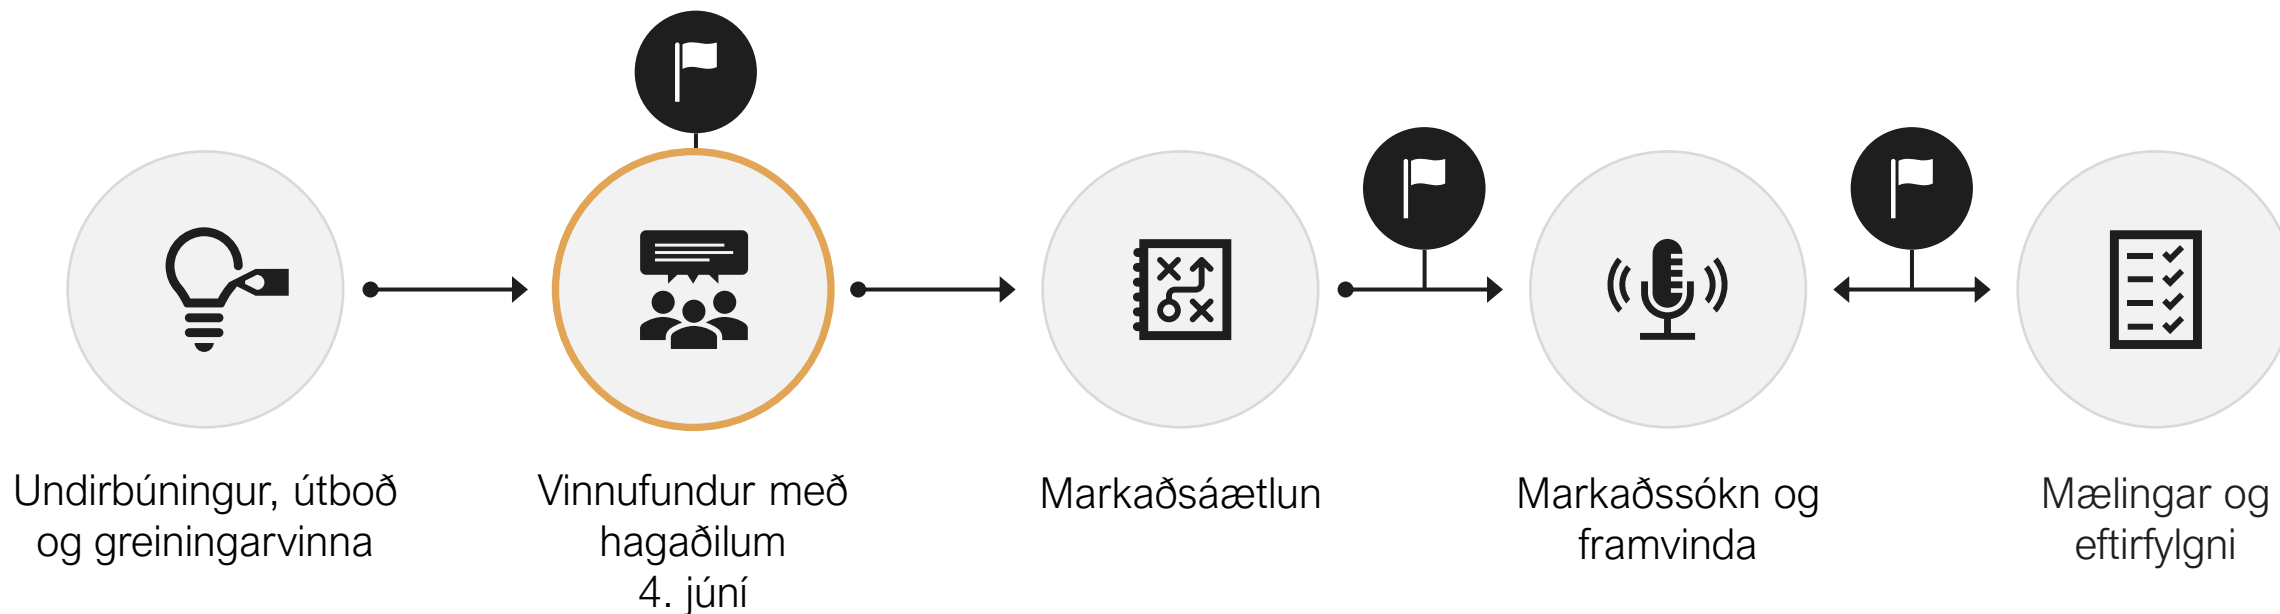 Undirbúningur, útboð
og greiningarvinna
Vinnufundur með
hagaðilum
4. júní
Markaðsáætlun
Markaðssókn og
framvinda
Mælingar og
eftirfylgni